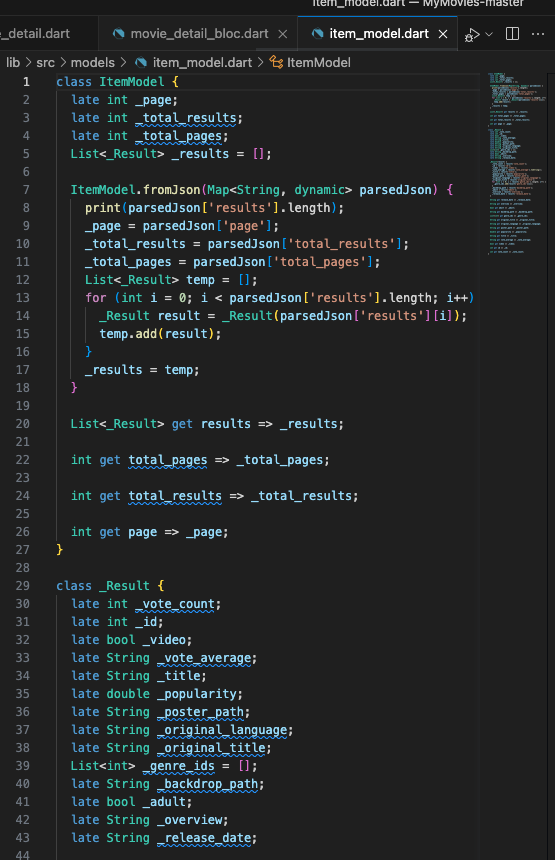 item_model.dart — MyMovies-master
_detail.dart movie_detail_bloc.dart item_model.dart
lib > src > models > item_model.dart > ItemModel
1 class ItemModel {
2 late int _page;
3 late int _total_results;
4 late int _total_pages;
5 List<_Result> _results = [];
6
7 ItemModel.fromJson(Map<String, dynamic> parsedJson) {
8 print(parsedJson['results'].length);
9 _page = parsedJson['page'];
10 _total_results = parsedJson['total_results'];
11 _total_pages = parsedJson['total_pages'];
12 List<_Result> temp = [];
13 for (int i = 0; i < parsedJson['results'].length; i++)
14 _Result result = _Result(parsedJson['results'][i]);
15 temp.add(result);
16 }
17 _results = temp;
18 }
19
20 List<_Result> get results => _results;
21
22 int get total_pages => _total_pages;
23
24 int get total_results => _total_results;
25
26 int get page => _page;
27 }
28
29 class _Result {
30 late int _vote_count;
31 late int _id;
32 late bool _video;
33 late String _vote_average;
34 late String _title;
35 late double _popularity;
36 late String _poster_path;
37 late String _original_language;
38 late String _original_title;
39 List<int> _genre_ids = [];
40 late String _backdrop_path;
41 late bool _adult;
42 late String _overview;
43 late String _release_date;
44